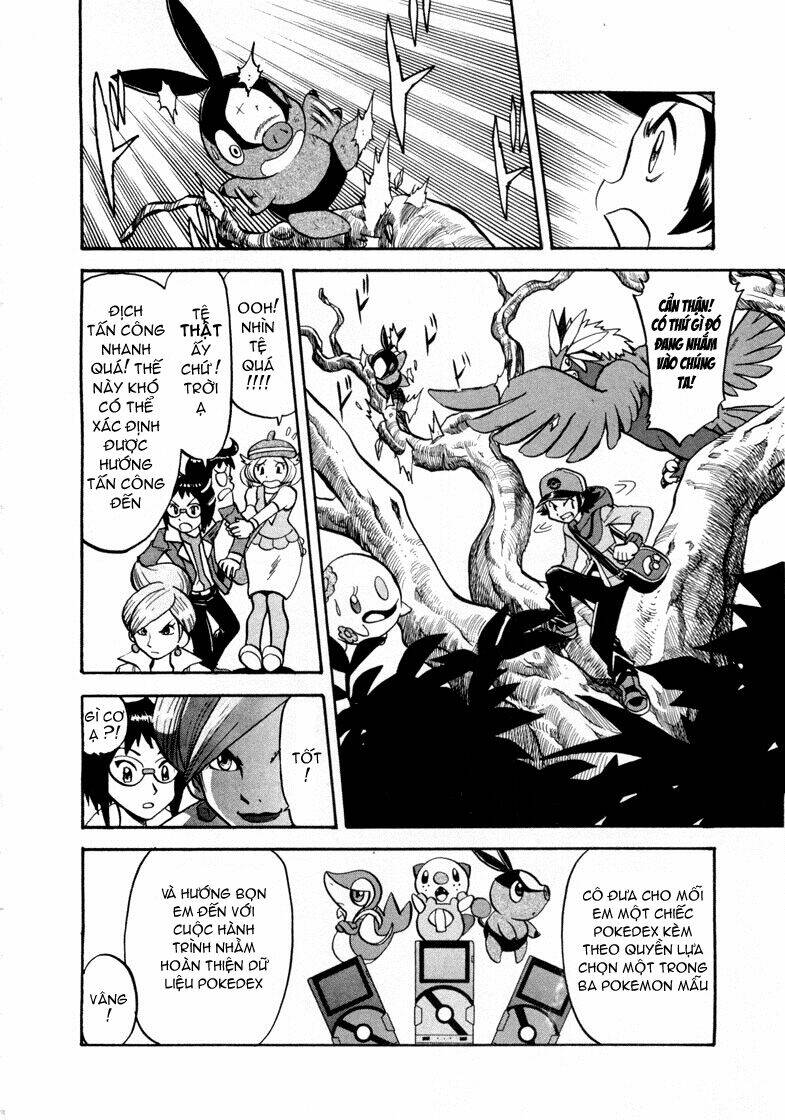 CẨN THẬN!
CÓ THỨ GÌ ĐÓ
ĐANG NHẮM
VÀO CHÚNG
TA!
OOH!
NHÌN
TỆ
QUÁ
!!!!
TỆ
THẬT
ẤY
CHỨ!
TRỜI
Ạ
ĐỊCH
TẤN CÔNG
NHANH
QUÁ! THẾ
NÀY KHÓ
CÓ THỂ
XÁC ĐỊNH
ĐƯỢC
HƯỚNG
TẤN CÔNG
ĐẾN
TỐT
!
GÌ CƠ
Ạ?!
CÔ ĐƯA CHO MỖI
EM MỘT CHIẾC
POKEDEX KÈM
THEO QUYỀN LỰA
CHỌN MỘT TRONG
BA POKEMON MẪU
VÀ HƯỚNG BỌN
EM ĐẾN VỚI
CUỘC HÀNH
TRÌNH NHẰM
HOÀN THIỆN DỮ
LIỆU POKEDEX
VÂNG
!